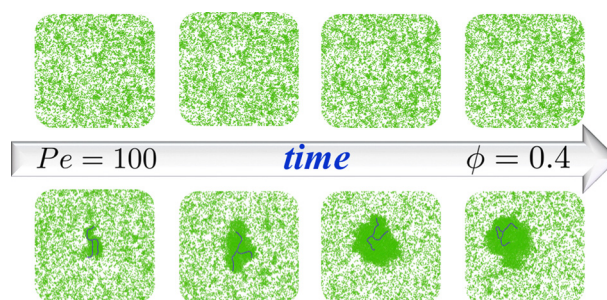 Pe = 100 time ϕ = 0.4